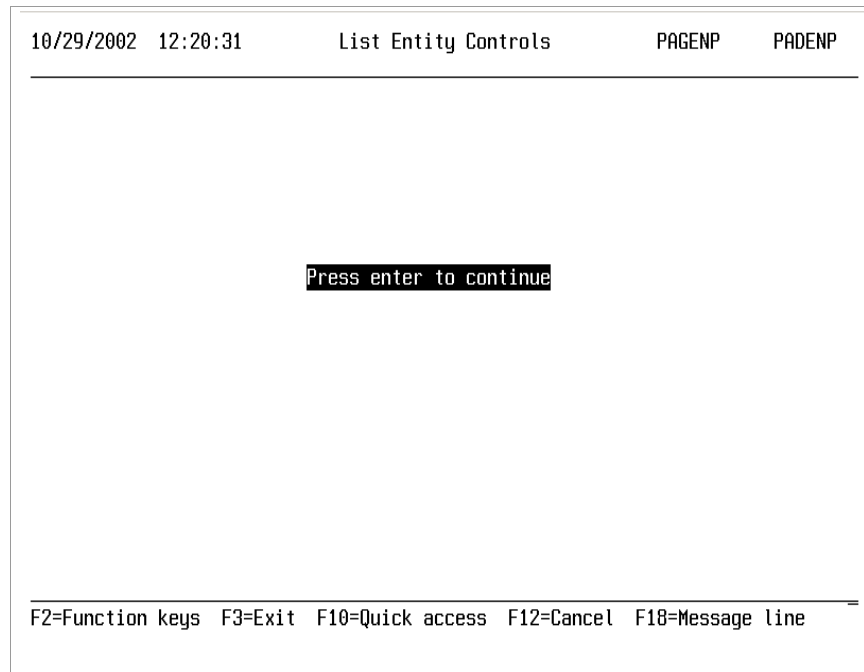 10/29/2002 12:20:31 List Entity Controls PAGENP PADENP
Press enter to continue
F2=Function keys F3=Exit F10=Quick access F12=Cancel F18=Message line